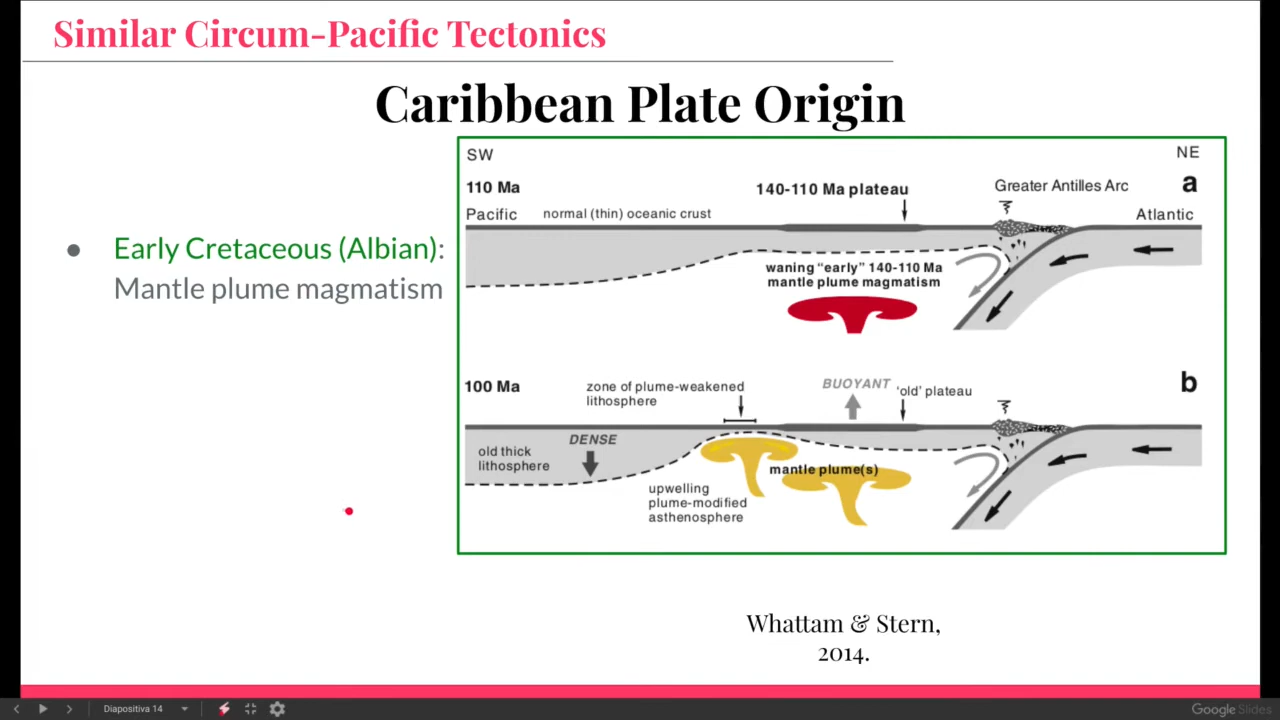 Similar Circum-Pacific Tectonics
Caribbean Plate Origin
● Early Cretaceous (Albian):
Mantle plume magmatism
SW
NE
110 Ma
140-110 Ma plateau
Greater Antilles Arc
a
Pacific
normal (thin) oceanic crust
Atlantic
waning “early” 140-110 Ma
mantle plume magmatism
100 Ma
zone of plume-weakened
lithosphere
BUOYANT
‘old’ plateau
b
DENSE
old thick
lithosphere
mantle plume(s)
upwelling
plume-modified
asthenosphere
Whattam & Stern,
2014.
Diapositiva 14
Google Slides